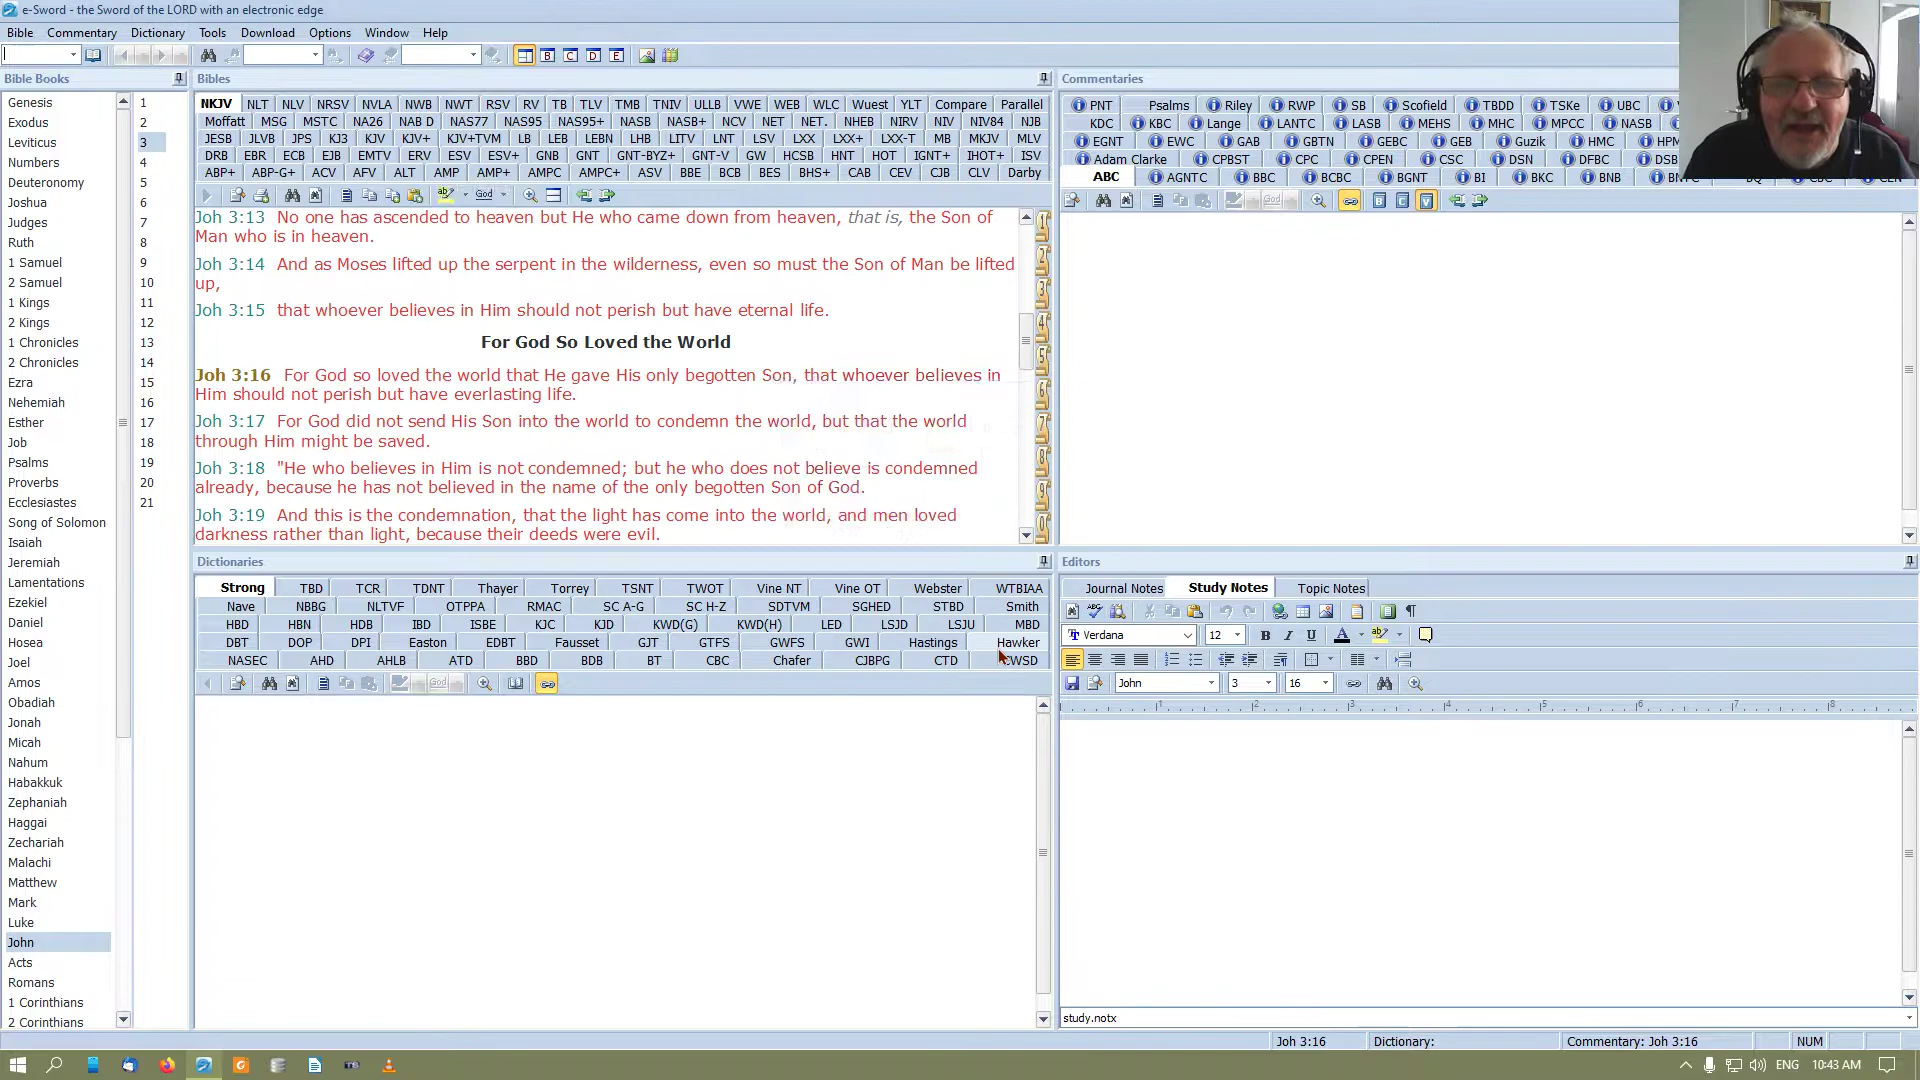 e-Sword - the Sword of the LORD with an electronic edge
Bible Commentary Dictionary Tools Download Options Window Help
Bible Books
Genesis
Exodus
Leviticus
Numbers
Deuteronomy
Joshua
Judges
Ruth
1 Samuel
2 Samuel
1 Kings
2 Kings
1 Chronicles
2 Chronicles
Ezra
Nehemiah
Esther
Job
Psalms
Proverbs
Ecclesiastes
Song of Solomon
Isaiah
Jeremiah
Lamentations
Ezekiel
Daniel
Hosea
Joel
Amos
Obadiah
Jonah
Micah
Nahum
Habakkuk
Zephaniah
Haggai
Zechariah
Malachi
Matthew
Mark
Luke
John
Acts
Romans
1 Corinthians
2 Corinthians
1
2
3
4
5
6
7
8
9
10
11
12
13
14
15
16
17
18
19
20
21
Bibles
NKJV NLT NLV NRSV NVLA NWB NWT RSV RV TB TLV TMB TNIV ULLB VWE WEB WLC Wuest YLT Compare Parallel
Moffatt MSG MSTC NA26 NAB D NAS77 NAS95 NAS95+ NASB NASB+ NCV NET NET. NHEB NIRV NIV NIV84 NJB
JESB JLVB JPS KJ3 KJV KJV+ KJV+TVM LB LEB LEBN LHB LITV LNT LSV LXX LXX+ LXX-T MB MKJV MLV
DRB EBR ECB EJB EMTV ERV ESV ESV+ GNB GNT GNT-BYZ+ GNT-V GW HCSB HNT HOT IGNT+ IHOT+ ISV
ABP+ ABP-G+ ACV AFV ALT AMP AMP+ AMPC AMPC+ ASV BBE BCB BES BHS+ CAB CEV CJB CLV Darby
God
Joh 3:13 No one has ascended to heaven but He who came down from heaven, that is, the Son of
Man who is in heaven.
Joh 3:14 And as Moses lifted up the serpent in the wilderness, even so must the Son of Man be lifted
up,
Joh 3:15 that whoever believes in Him should not perish but have eternal life.
For God So Loved the World
Joh 3:16 For God so loved the world that He gave His only begotten Son, that whoever believes in
Him should not perish but have everlasting life.
Joh 3:17 For God did not send His Son into the world to condemn the world, but that the world
through Him might be saved.
Joh 3:18 "He who believes in Him is not condemned; but he who does not believe is condemned
already, because he has not believed in the name of the only begotten Son of God.
Joh 3:19 And this is the condemnation, that the light has come into the world, and men loved
darkness rather than light, because their deeds were evil.
Commentaries
PNT Psalms Riley RWP SB Scofield TBDD TSKe UBC
KDC KBC Lange LANTC LASB MEHS MHC MPCC NASB
EGNT EWC GAB GBTN GEBC GEB Guzik HMC
Adam Clarke CPBST CPC CPEN CSC DSN DFBC DSB
ABC AGNTC BBC BCBC BGNT BI BKC BNB
God
Dictionaries
Strong TBD TCR TDNT Thayer Torrey TSNT TWOT Vine NT Vine OT Webster WTBIAA
Nave NBBG NLTVF OTPPA RMAC SC A-G SC H-Z SDTVM SGHED STBD Smith
HBD HBN HDB IBD ISBE KJC KJD KWD(G) KWD(H) LED LSJD LSJU MBD
DBT DOP DPI Easton EDBT Fausset GJT GTFS GWFS GWI Hastings Hawker
NASEC AHD AHLB ATD BBD BDB BT CBC Chafer CJBPG CTD CWSD
God
Editors
Journal Notes Study Notes Topic Notes
Verdana 12 B I U A
John 3 16
1 2 3 4 5 6 7 8
study.notx
Joh 3:16 Dictionary: Commentary: Joh 3:16 NUM
ENG 10:43 AM